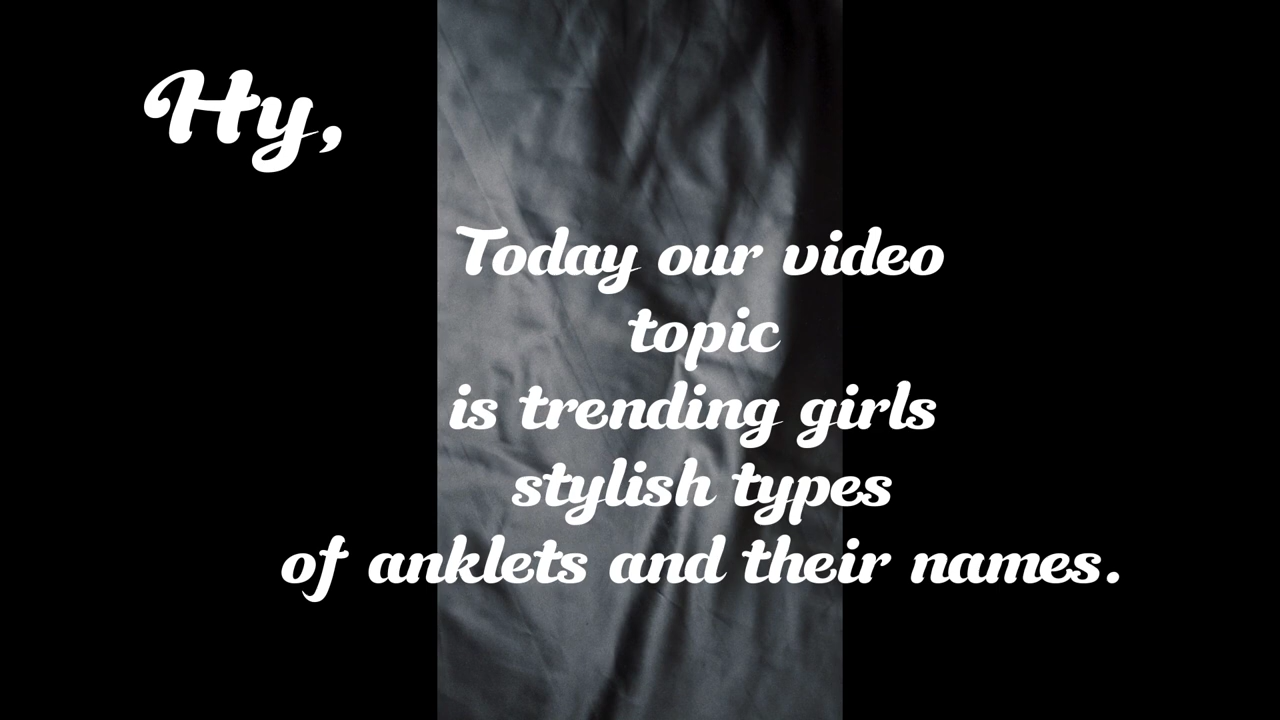 Hy,
Today our video
topic
is trending girls
stylish types
of anklets and their names.